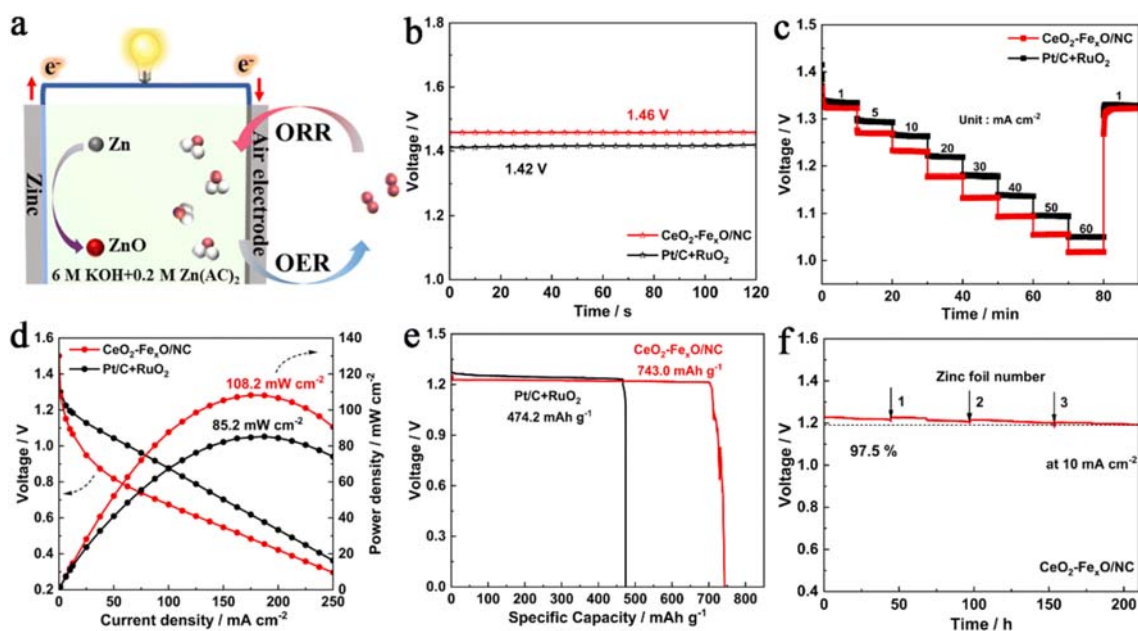 a
e-
e-
Zinc
Zn
ZnO
6 M KOH+0.2 M Zn(AC)₂
Air electrode
ORR
OER
b
Voltage / V
1.8
1.6
1.4
1.2
1.0
1.46 V
1.42 V
CeO₂-FeₓO/NC
Pt/C+RuO₂
0 20 40 60 80 100 120
Time / s
c
Voltage / V
1.5
1.4
1.3
1.2
1.1
1.0
CeO₂-FeₓO/NC
Pt/C+RuO₂
1
5
10
20
30
40
50
60
1
Unit : mA cm⁻²
0 20 40 60 80
Time / min
d
Voltage / V
1.8
1.6
1.4
1.2
1.0
0.8
0.6
0.4
0.2
CeO₂-FeₓO/NC
Pt/C+RuO₂
108.2 mW cm⁻²
85.2 mW cm⁻²
140
120
100
80
60
40
20
0
Power density / mW cm⁻²
0 50 100 150 200 250
Current density / mA cm⁻²
e
Voltage / V
1.5
1.2
0.9
0.6
0.3
0.0
CeO₂-FeₓO/NC
743.0 mAh g⁻¹
Pt/C+RuO₂
474.2 mAh g⁻¹
0 100 200 300 400 500 600 700 800
Specific Capacity / mAh g⁻¹
f
Voltage / V
1.6
1.4
1.2
1.0
0.8
0.6
Zinc foil number
1
2
3
97.5 %
at 10 mA cm⁻²
CeO₂-FeₓO/NC
0 50 100 150 200
Time / h